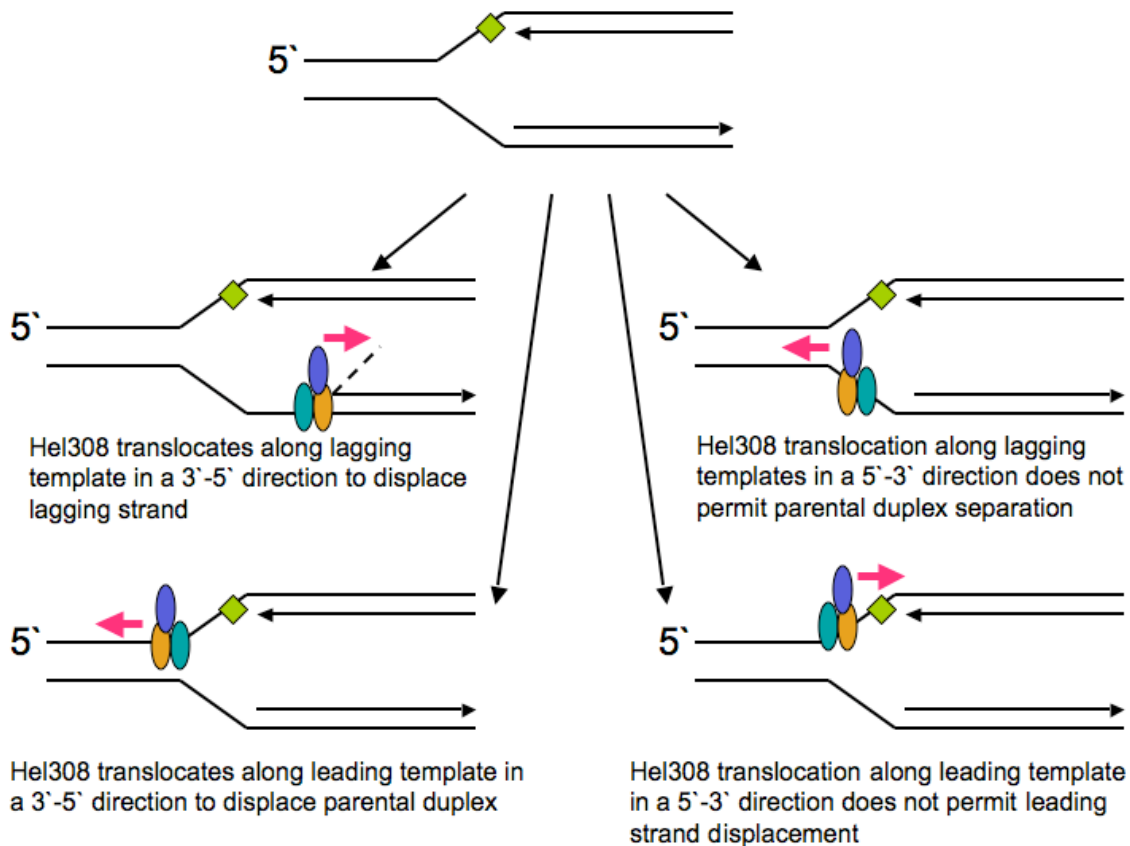 5`
5`
5`
Hel308 translocates along lagging
template in a 3`-5` direction to displace
lagging strand
Hel308 translocation along lagging
templates in a 5`-3` direction does not
permit parental duplex separation
5`
5`
Hel308 translocates along leading template in
a 3`-5` direction to displace parental duplex
Hel308 translocation along leading template
in a 5`-3` direction does not permit leading
strand displacement